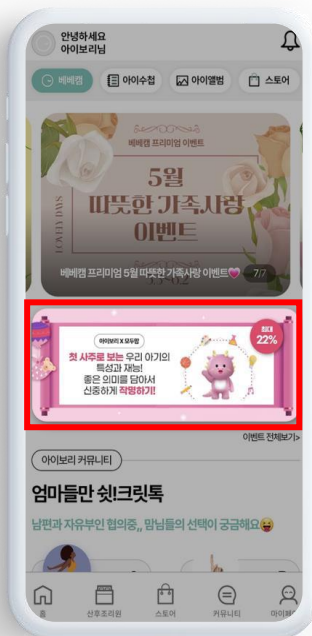 안녕하세요
아이보리님
베베캠
아이수첩
아이앨범
스토어
베베캠 프리미엄 이벤트
5월
따뜻한 가족사랑
이벤트
LOVELY DAYS
베베캠 프리미엄 5월 따뜻한 가족사랑 이벤트💗 7/7
아이보리 X 모두람
최대
22%
첫 사주로 보는 우리 아기의
특성과 재능!
좋은 의미를 담아서
신중하게 작명하기!
이벤트 전체보기>
아이보리 커뮤니티
엄마들만 쉿!크릿톡
남편과 자유부인 협의중,, 맘님들의 선택이 궁금해요😝
홈
산후조리원
스토어
커뮤니티